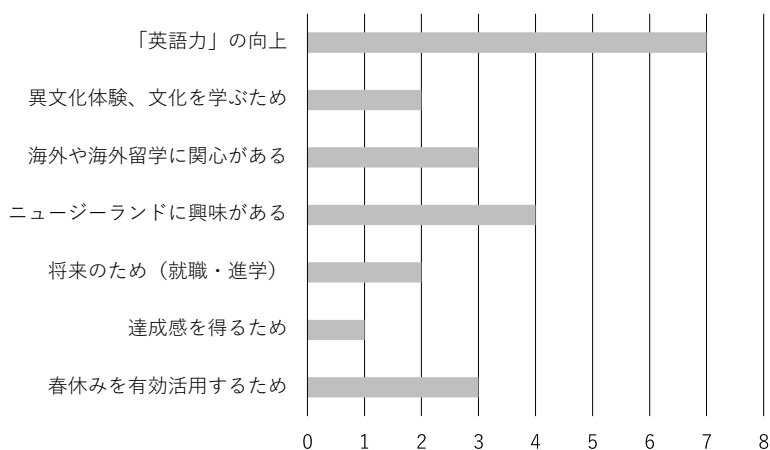 「英語力」の向上
異文化体験、文化を学ぶため
海外や海外留学に関心がある
ニュージーランドに興味がある
将来のため（就職・進学）
達成感を得るため
春休みを有効活用するため
0 1 2 3 4 5 6 7 8